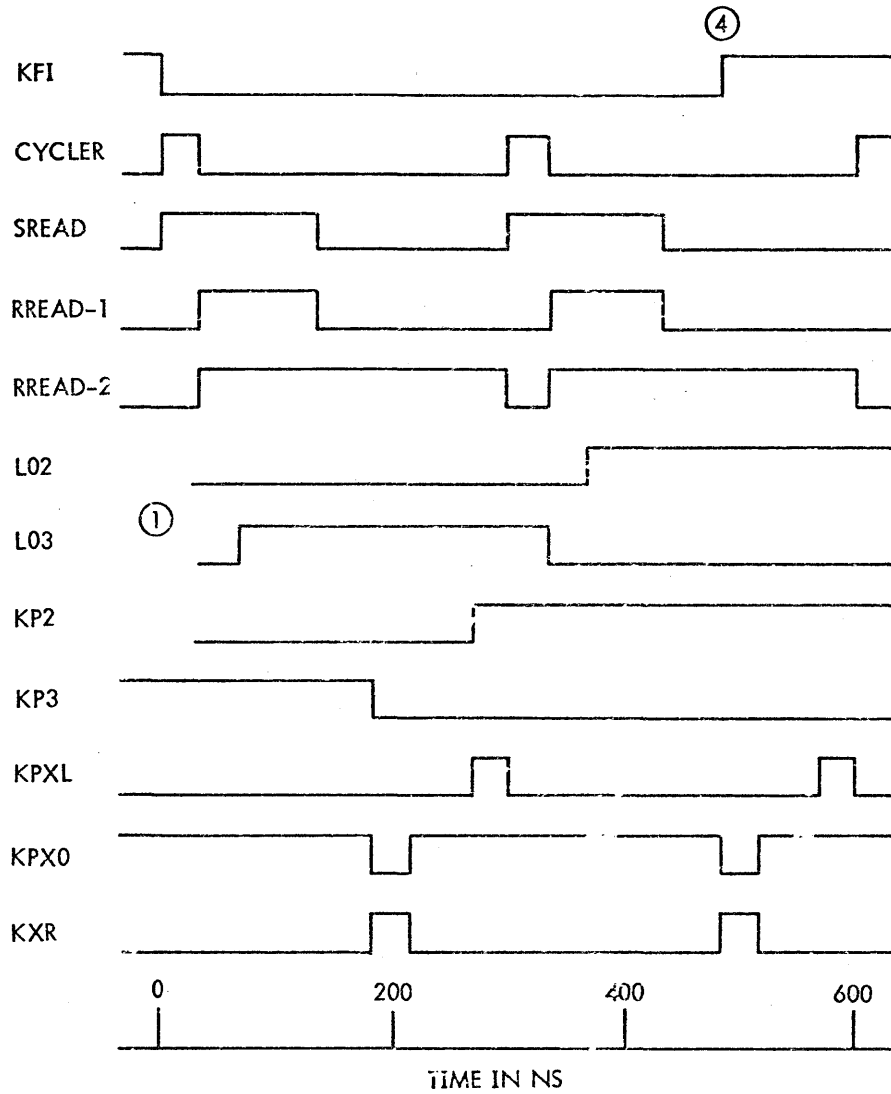 ④
KFI
CYCLER
SREAD
RREAD-1
RREAD-2
L02
①
L03
KP2
KP3
KPXL
KPX0
KXR
0 200 400 600
TIME IN NS